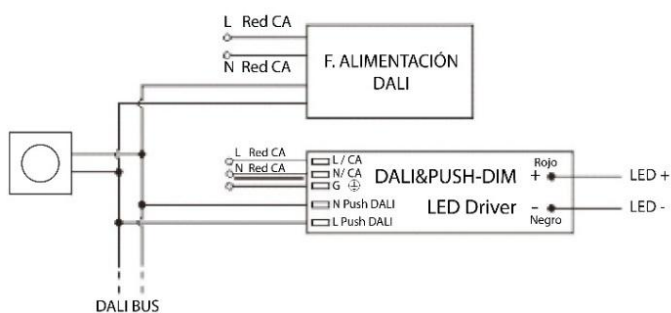 L Red CA
N Red CA
F. ALIMENTACIÓN
DALI
L Red CA
N Red CA
L / CA
N/ CA
G
N Push DALI
L Push DALI
DALI&PUSH-DIM
LED Driver
Rojo
+
−
Negro
LED +
LED -
DALI BUS